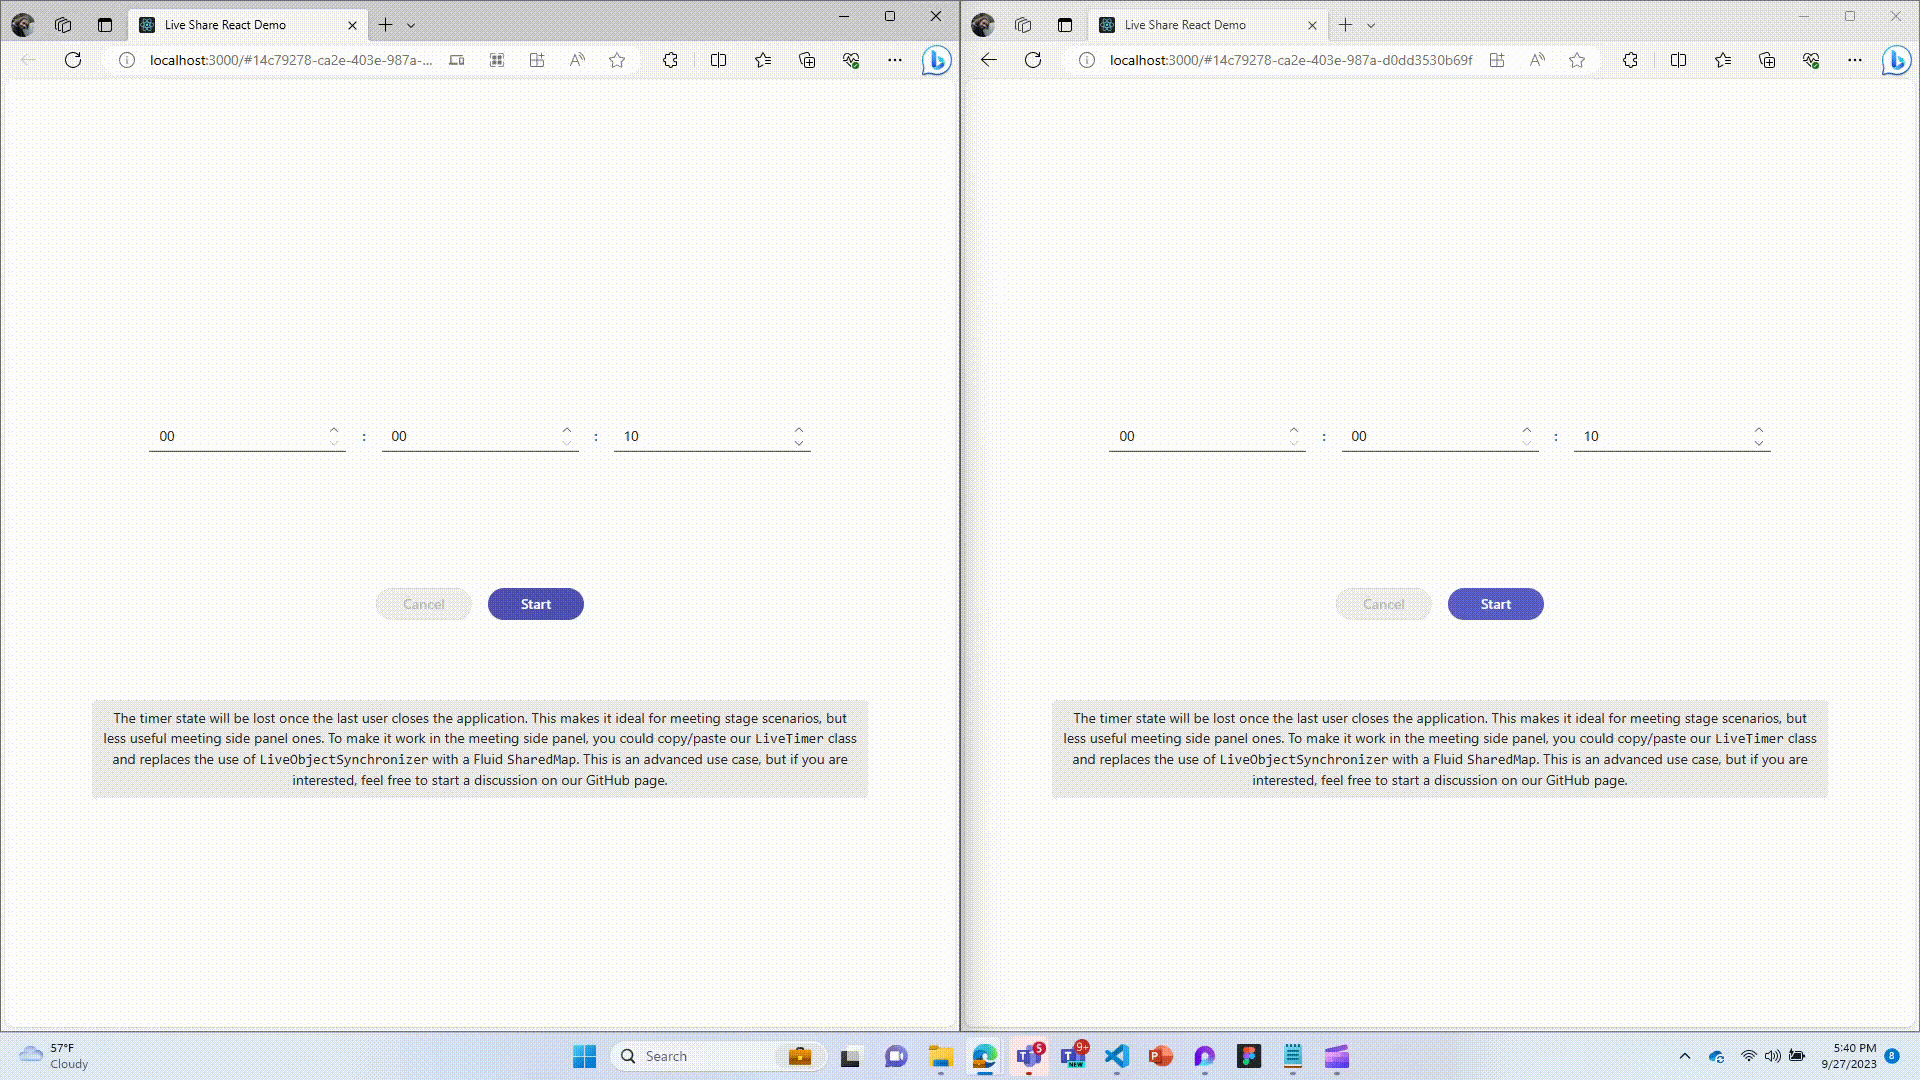 Live Share React Demo
localhost:3000/#14c79278-ca2e-403e-987a-...
00 : 00 : 10
Cancel
Start
The timer state will be lost once the last user closes the application. This makes it ideal for meeting stage scenarios, but
less useful meeting side panel ones. To make it work in the meeting side panel, you could copy/paste our LiveTimer class
and replaces the use of LiveObjectSynchronizer with a Fluid SharedMap. This is an advanced use case, but if you are
interested, feel free to start a discussion on our GitHub page.
Live Share React Demo
localhost:3000/#14c79278-ca2e-403e-987a-d0dd3530b69f
00 : 00 : 10
Cancel
Start
The timer state will be lost once the last user closes the application. This makes it ideal for meeting stage scenarios, but
less useful meeting side panel ones. To make it work in the meeting side panel, you could copy/paste our LiveTimer class
and replaces the use of LiveObjectSynchronizer with a Fluid SharedMap. This is an advanced use case, but if you are
interested, feel free to start a discussion on our GitHub page.
57°F
Cloudy
Search
5
9+
NEW
5:40 PM
9/27/2023
8